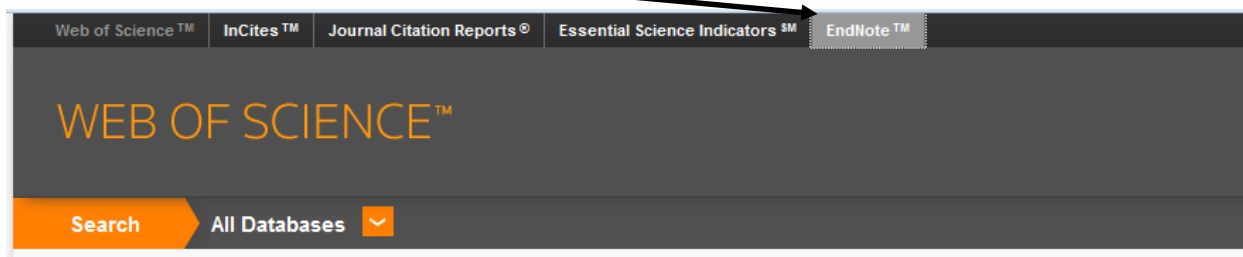 Web of Science ™ InCites ™ Journal Citation Reports ® Essential Science Indicators ℠ EndNote ™
WEB OF SCIENCE™
Search All Databases